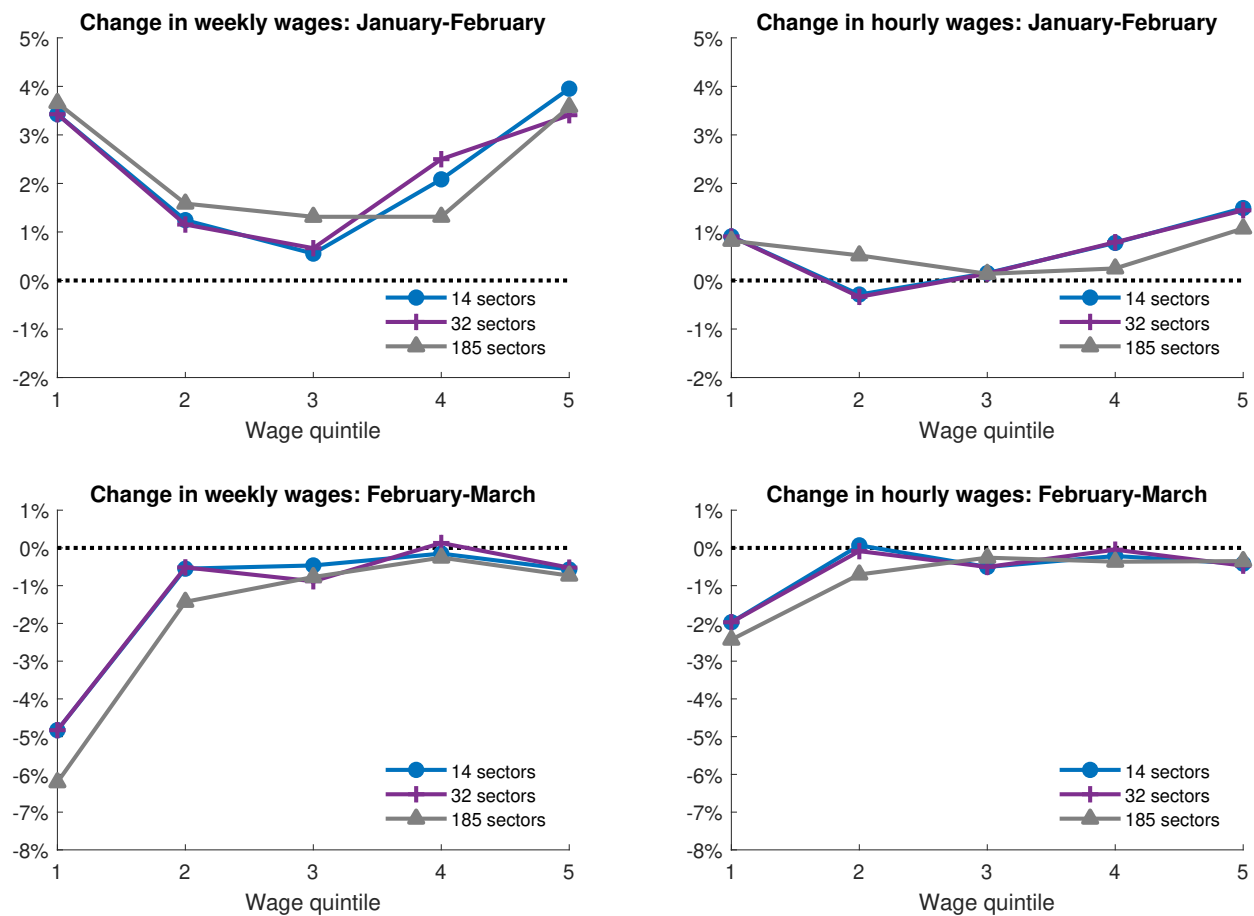 Change in weekly wages: January-February
5%
4%
3%
2%
1%
0%
-1%
-2%
14 sectors
32 sectors
185 sectors
1 2 3 4 5
Wage quintile
Change in hourly wages: January-February
5%
4%
3%
2%
1%
0%
-1%
-2%
14 sectors
32 sectors
185 sectors
1 2 3 4 5
Wage quintile
Change in weekly wages: February-March
1%
0%
-1%
-2%
-3%
-4%
-5%
-6%
-7%
-8%
14 sectors
32 sectors
185 sectors
1 2 3 4 5
Wage quintile
Change in hourly wages: February-March
1%
0%
-1%
-2%
-3%
-4%
-5%
-6%
-7%
-8%
14 sectors
32 sectors
185 sectors
1 2 3 4 5
Wage quintile